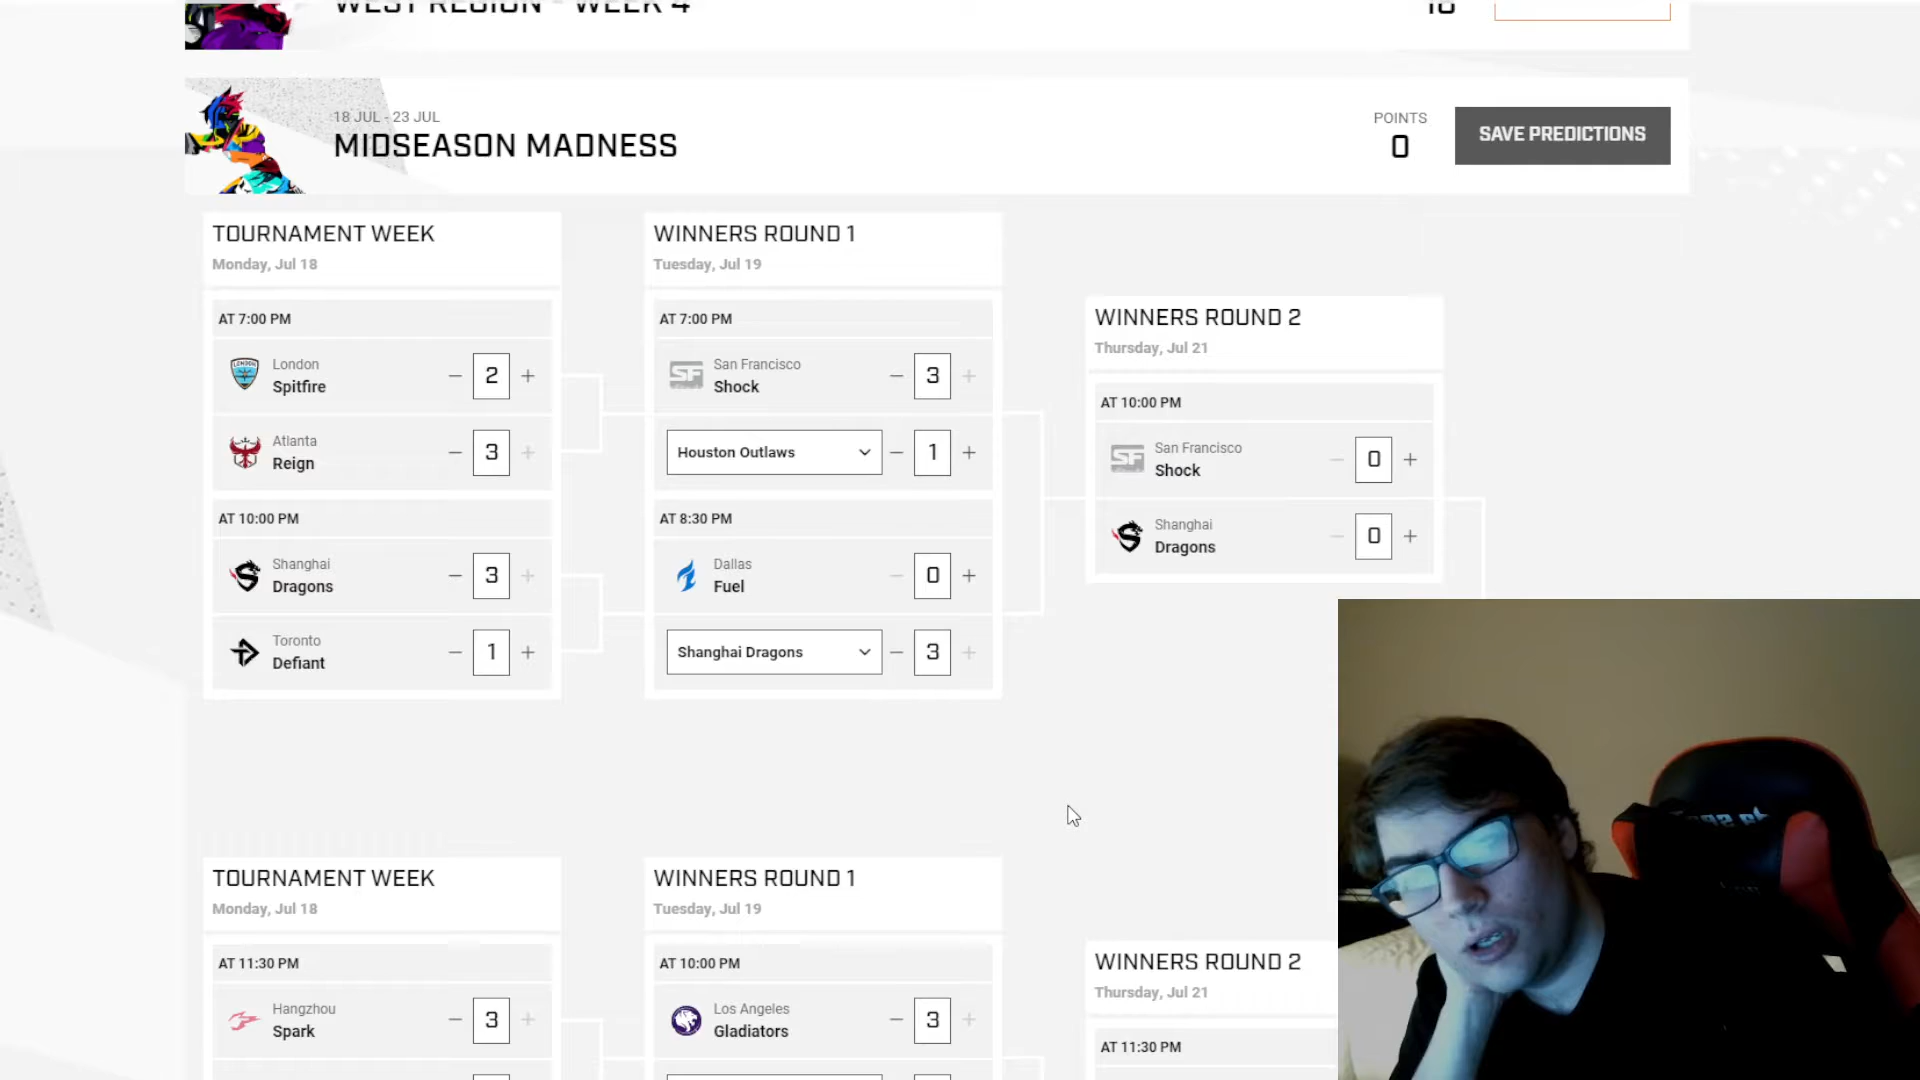 WEST REGION - WEEK 4
18 JUL - 23 JUL
MIDSEASON MADNESS
POINTS
0
SAVE PREDICTIONS
TOURNAMENT WEEK
Monday, Jul 18
AT 7:00 PM
London
Spitfire
2
Atlanta
Reign
3
AT 10:00 PM
Shanghai
Dragons
3
Toronto
Defiant
1
WINNERS ROUND 1
Tuesday, Jul 19
AT 7:00 PM
San Francisco
Shock
3
Houston Outlaws
1
AT 8:30 PM
Dallas
Fuel
0
Shanghai Dragons
3
WINNERS ROUND 2
Thursday, Jul 21
AT 10:00 PM
San Francisco
Shock
0
Shanghai
Dragons
0
TOURNAMENT WEEK
Monday, Jul 18
AT 11:30 PM
Hangzhou
Spark
3
WINNERS ROUND 1
Tuesday, Jul 19
AT 10:00 PM
Los Angeles
Gladiators
3
WINNERS ROUND 2
Thursday, Jul 21
AT 11:30 PM